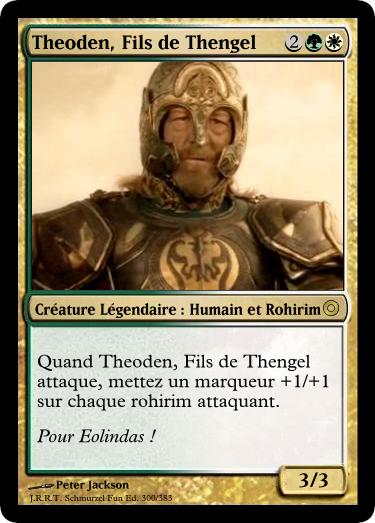 Theoden, Fils de Thengel 2
Créature Légendaire : Humain et Rohirim
Quand Theoden, Fils de Thengel
attaque, mettez un marqueur +1/+1
sur chaque rohirim attaquant.
Pour Eolindas !
Peter Jackson
J.R.R.T. Schmurzel Fun Ed. 300/383
3/3